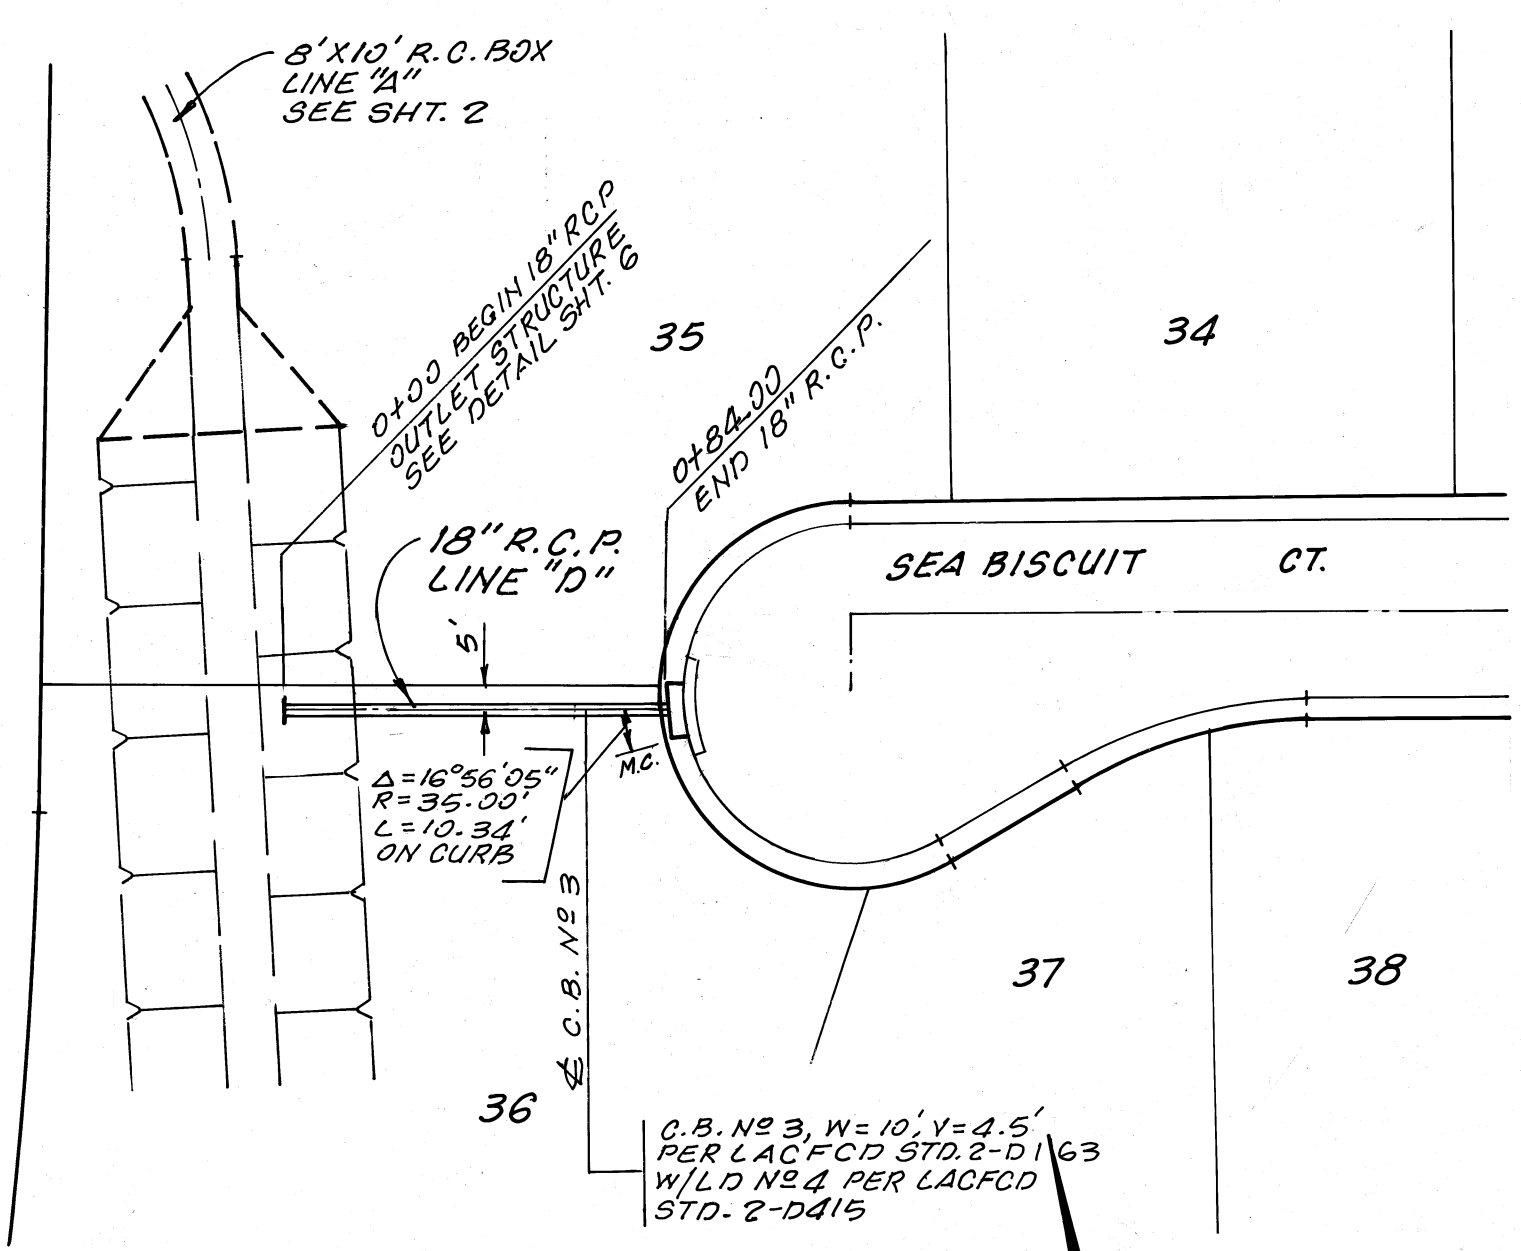 8'X10' R.C. BOX
LINE "A"
SEE SHT. 2
0+00 BEGIN 18" RCP
OUTLET STRUCTURE
SEE DETAIL SHT. 6
35
34
0+84.00
END 18" R.C.P.
18" R.C.P.
LINE "D"
SEA BISCUIT CT.
5'
M.C.
Δ=16°56'05"
R=35.00'
L=10.34'
ON CURB
℄ C.B. Nº 3
37
38
36
C.B. Nº 3, W=10', V=4.5'
PER LACFCD STD. 2-D163
W/LD Nº 4 PER LACFCD
STD. 2-D415